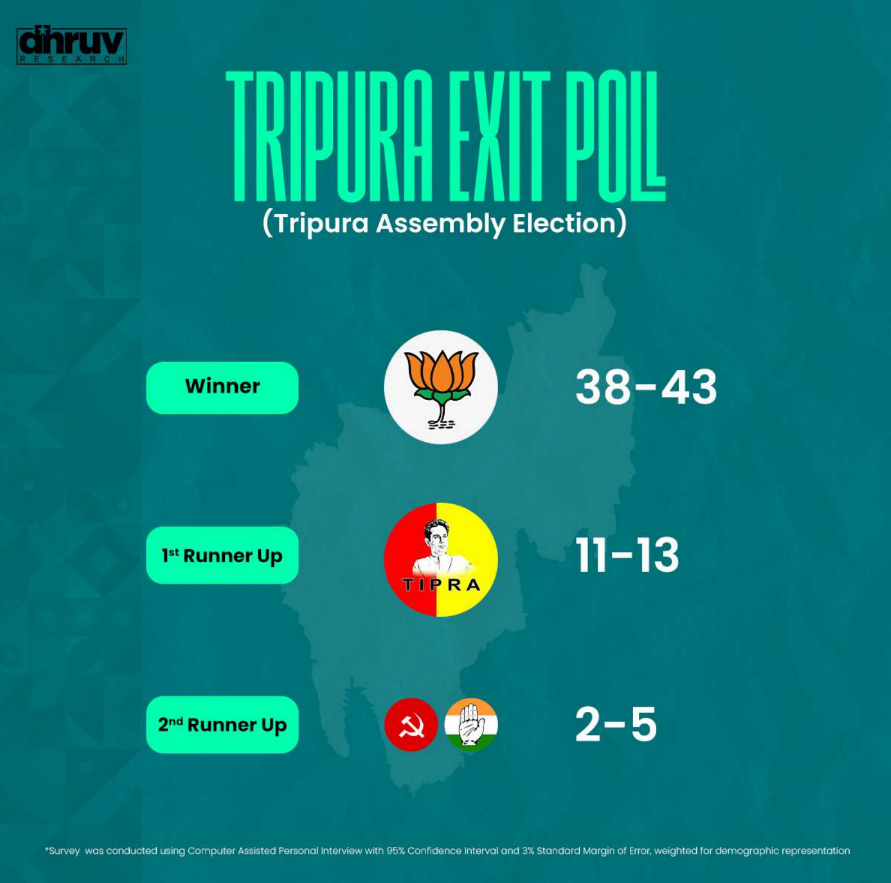 dhruv
RESEARCH
TRIPURA EXIT POLL
(Tripura Assembly Election)
Winner
38-43
1st Runner Up
TIPRA
11-13
2nd Runner Up
2-5
*Survey was conducted using Computer Assisted Personal Interview with 95% Confidence Interval and 3% Standard Margin of Error, weighted for demographic representation